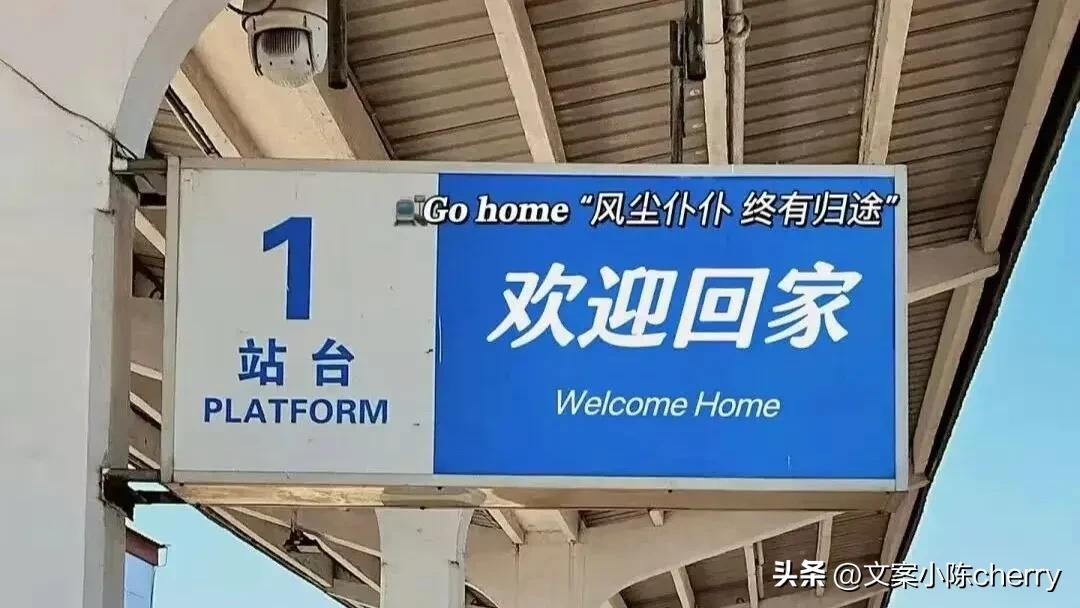 Go home “风尘仆仆 终有归途”
1
站台
PLATFORM
欢迎回家
Welcome Home
头条 @文案小陈cherry